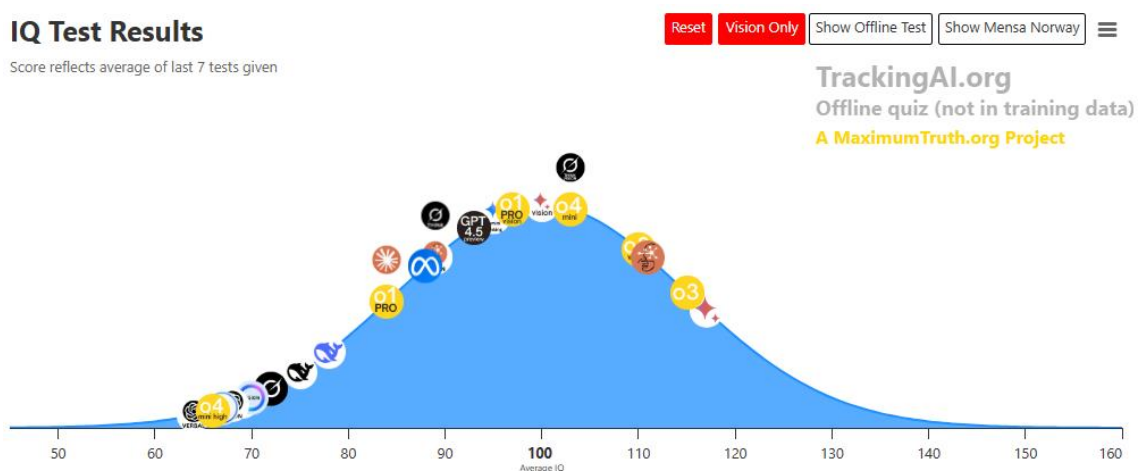 IQ Test Results
Reset
Vision Only
Show Offline Test
Show Mensa Norway
Score reflects average of last 7 tests given
TrackingAI.org
Offline quiz (not in training data)
A MaximumTruth.org Project
o1
PRO
vision
vision
o4
mini
GPT
4.5
preview
o3
o1
PRO
o4
mini high
VERBAL
50
60
70
80
90
100
110
120
130
140
150
160
Average IQ